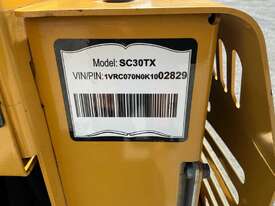 Model: SC30TX
VIN/PIN: 1VRC070N0K1002829